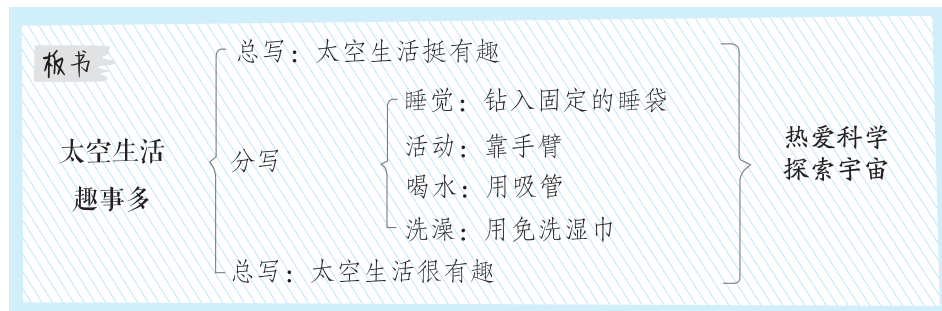 板书
太空生活
趣事多
总写：太空生活挺有趣
分写
睡觉：钻入固定的睡袋
活动：靠手臂
喝水：用吸管
洗澡：用免洗湿巾
总写：太空生活很有趣
热爱科学
探索宇宙